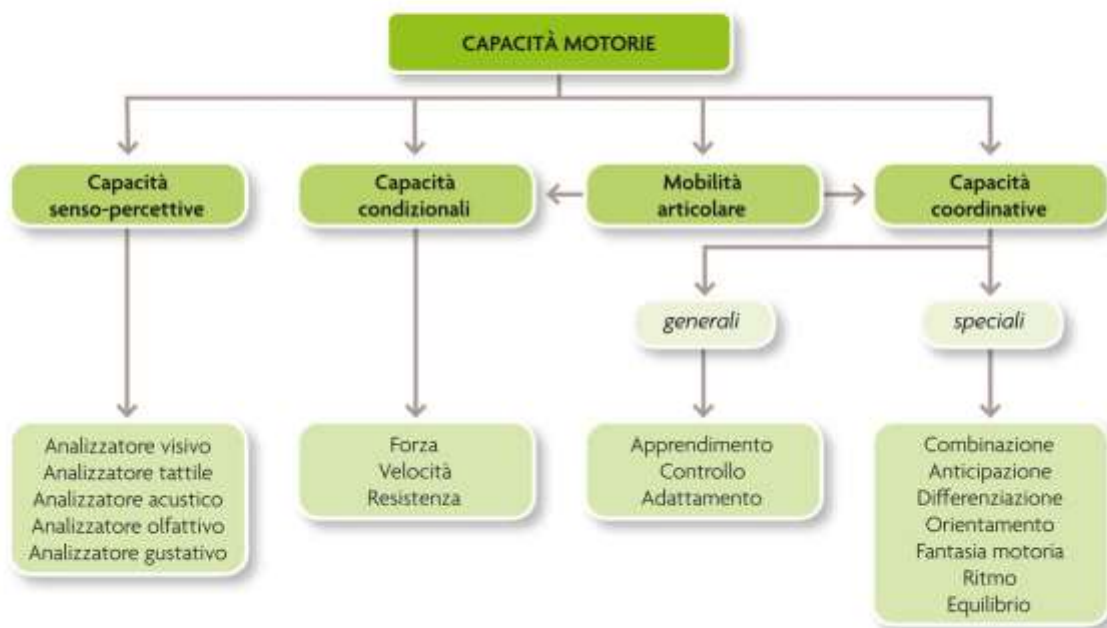 CAPACITÀ MOTORIE
Capacità
senso-percettive
Capacità
condizionali
Mobilità
articolare
Capacità
coordinative
generali
speciali
Analizzatore visivo
Analizzatore tattile
Analizzatore acustico
Analizzatore olfattivo
Analizzatore gustativo
Forza
Velocità
Resistenza
Apprendimento
Controllo
Adattamento
Combinazione
Anticipazione
Differenziazione
Orientamento
Fantasia motoria
Ritmo
Equilibrio